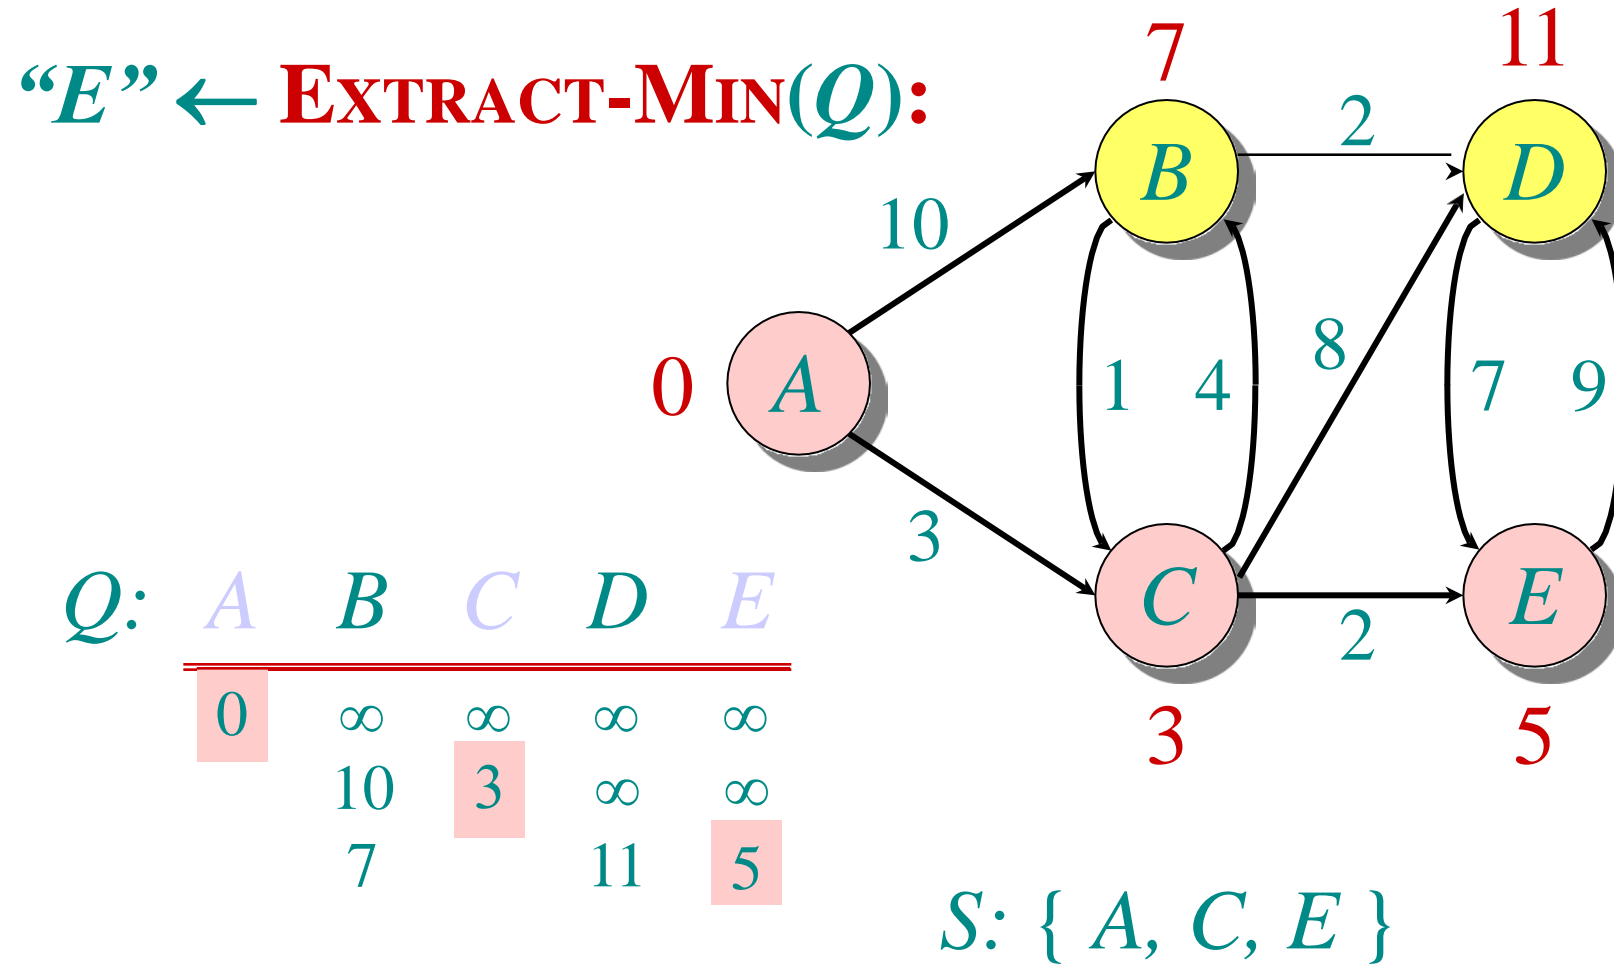 “E” ← EXTRACT-MIN(Q):
7
11
B
2
D
10
0
A
1
4
8
7
9
3
C
2
E
3
5
Q: A B C D E
0 ∞ ∞ ∞ ∞
10 3 ∞ ∞
7 11 5
S: { A, C, E }